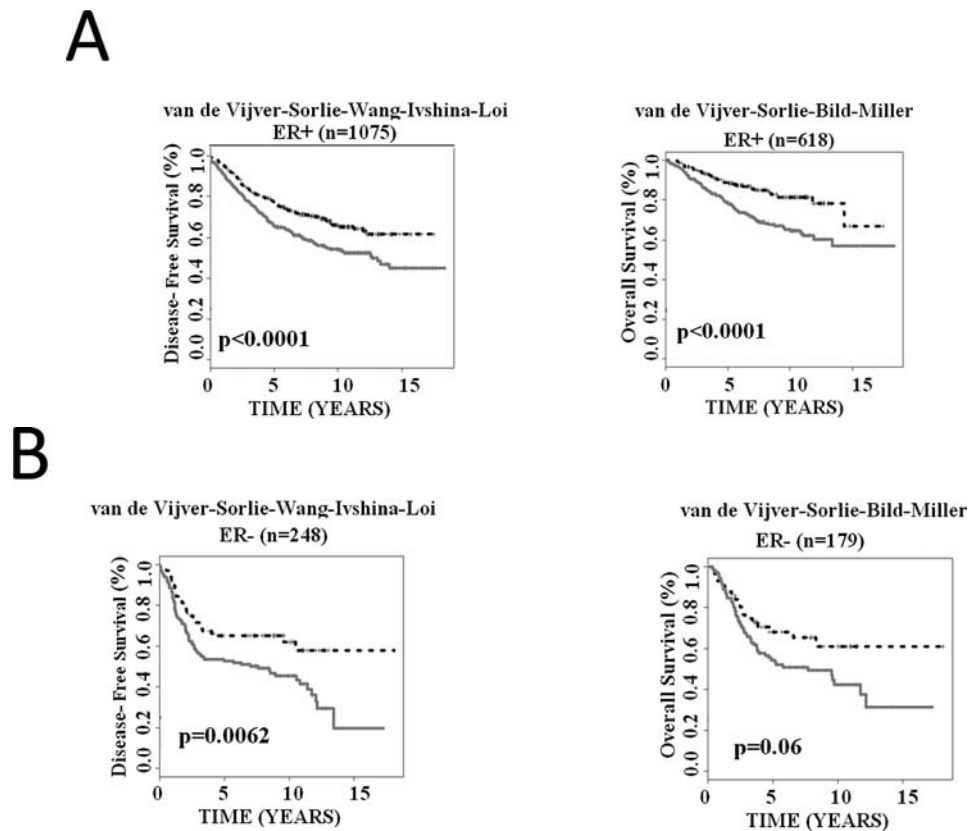 A
van de Vijver-Sorlie-Wang-Ivshina-Loi
ER+ (n=1075)
Disease- Free Survival (%)
0.0 0.2 0.4 0.6 0.8 1.0
p<0.0001
0 5 10 15
TIME (YEARS)
van de Vijver-Sorlie-Bild-Miller
ER+ (n=618)
Overall Survival (%)
0.0 0.2 0.4 0.6 0.8 1.0
p<0.0001
0 5 10 15
TIME (YEARS)
B
van de Vijver-Sorlie-Wang-Ivshina-Loi
ER- (n=248)
Disease- Free Survival (%)
0.0 0.2 0.4 0.6 0.8 1.0
p=0.0062
0 5 10 15
TIME (YEARS)
van de Vijver-Sorlie-Bild-Miller
ER- (n=179)
Overall Survival (%)
0.0 0.2 0.4 0.6 0.8 1.0
p=0.06
0 5 10 15
TIME (YEARS)